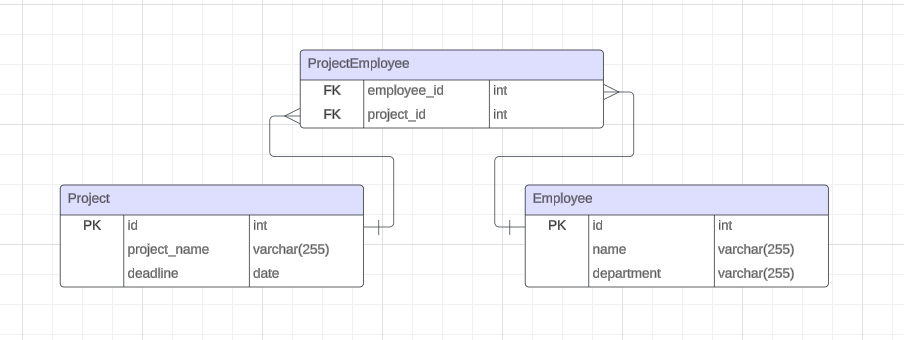 ProjectEmployee
FK employee_id int
FK project_id int
Project
PK id int
project_name varchar(255)
deadline date
Employee
PK id int
name varchar(255)
department varchar(255)